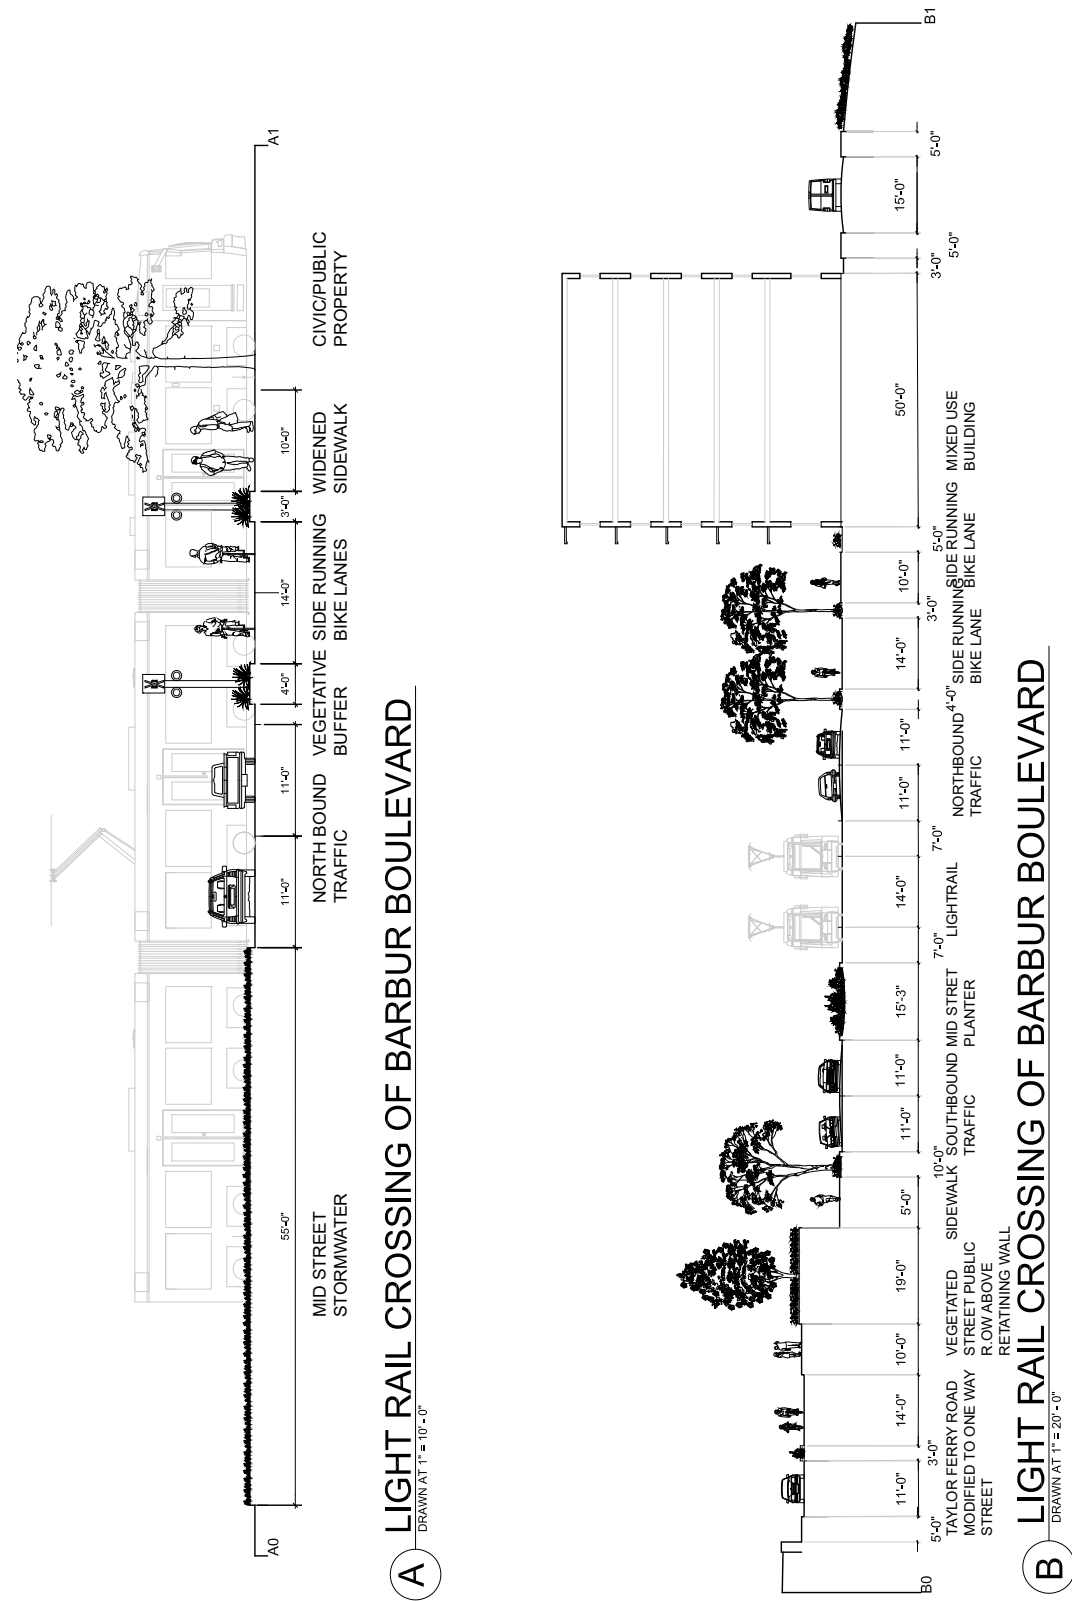 A0
A1
55'-0"
11'-0"
11'-0"
4'-0"
14'-0"
3'-0"
10'-0"
MID STREET
STORMWATER
NORTH BOUND
TRAFFIC
VEGETATIVE
BUFFER
SIDE RUNNING
BIKE LANES
WIDENED
SIDEWALK
CIVIC/PUBLIC
PROPERTY
A
LIGHT RAIL CROSSING OF BARBUR BOULEVARD
DRAWN AT 1" = 10' - 0"
B0
B1
5'-0"
11'-0"
3'-0"
14'-0"
10'-0"
19'-0"
5'-0"
10'-0"
11'-0"
11'-0"
15'-3"
7'-0"
14'-0"
7'-0"
11'-0"
11'-0"
4'-0"
14'-0"
3'-0"
10'-0"
5'-0"
50'-0"
3'-0"
5'-0"
15'-0"
5'-0"
TAYLOR FERRY ROAD
MODIFIED TO ONE WAY
STREET
VEGETATED
STREET PUBLIC
R.OW ABOVE
RETATINING WALL
SIDEWALK
SOUTHBOUND
TRAFFIC
MID STRET
PLANTER
LIGHTRAIL
NORTHBOUND
TRAFFIC
SIDE RUNNING
BIKE LANE
SIDE RUNNING
BIKE LANE
MIXED USE
BUILDING
B
LIGHT RAIL CROSSING OF BARBUR BOULEVARD
DRAWN AT 1" = 20' - 0"